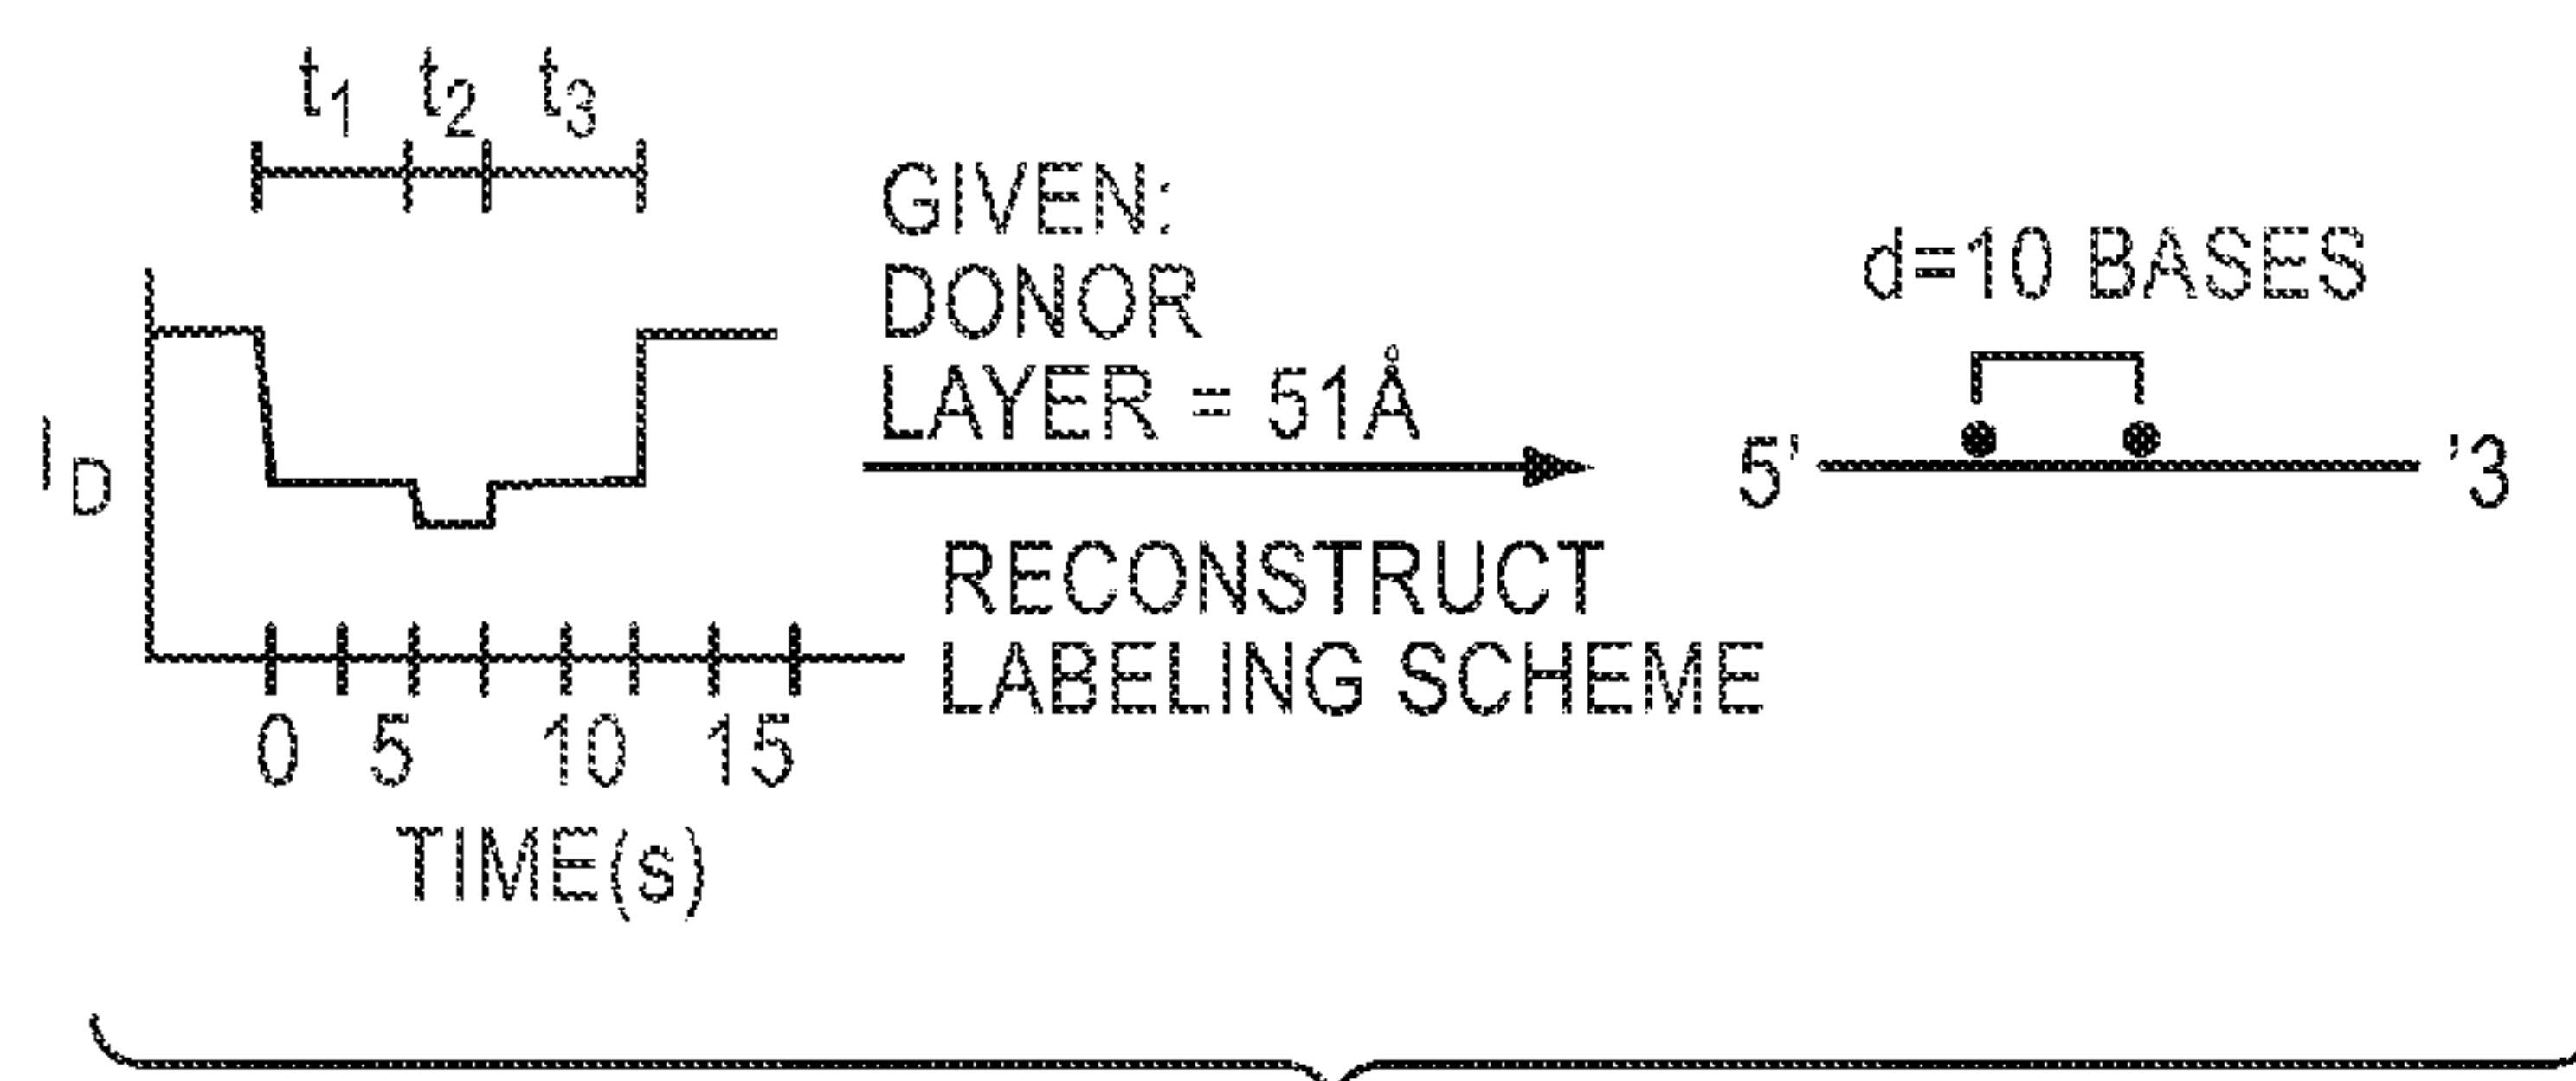 t1 t2 t3
GIVEN:
DONOR
LAYER = 51Å
d=10 BASES
ID
5' '3
RECONSTRUCT
LABELING SCHEME
0 5 10 15
TIME(s)